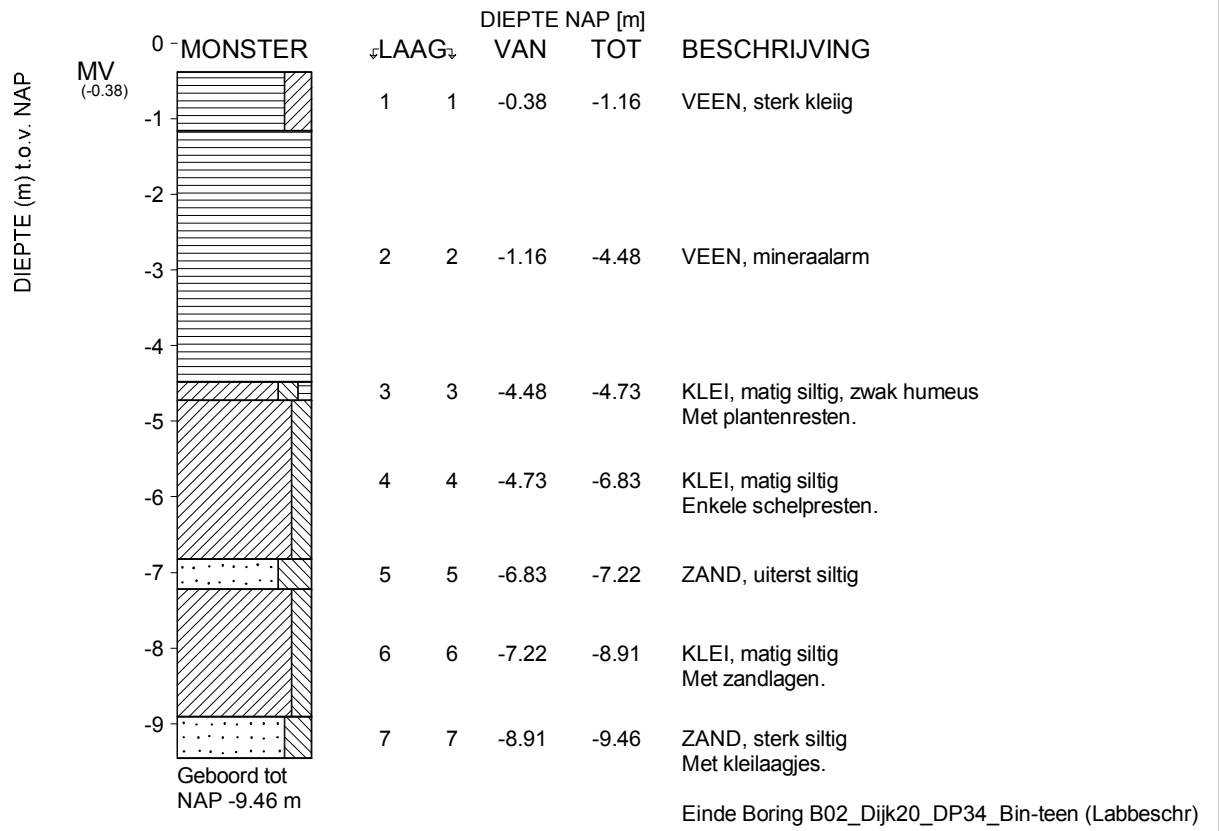 DIEPTE NAP [m]
MONSTER LAAG VAN TOT BESCHRIJVING
DIEPTE (m) t.o.v. NAP
0
MV
(-0.38)
1 1 -0.38 -1.16 VEEN, sterk kleiig
-1
-2
2 2 -1.16 -4.48 VEEN, mineraalarm
-3
-4
3 3 -4.48 -4.73 KLEI, matig siltig, zwak humeus
Met plantenresten.
-5
4 4 -4.73 -6.83 KLEI, matig siltig
Enkele schelpresten.
-6
-7
5 5 -6.83 -7.22 ZAND, uiterst siltig
-8
6 6 -7.22 -8.91 KLEI, matig siltig
Met zandlagen.
-9
7 7 -8.91 -9.46 ZAND, sterk siltig
Met kleilaagjes.
Geboord tot
NAP -9.46 m
Einde Boring B02_Dijk20_DP34_Bin-teen (Labbeschr)